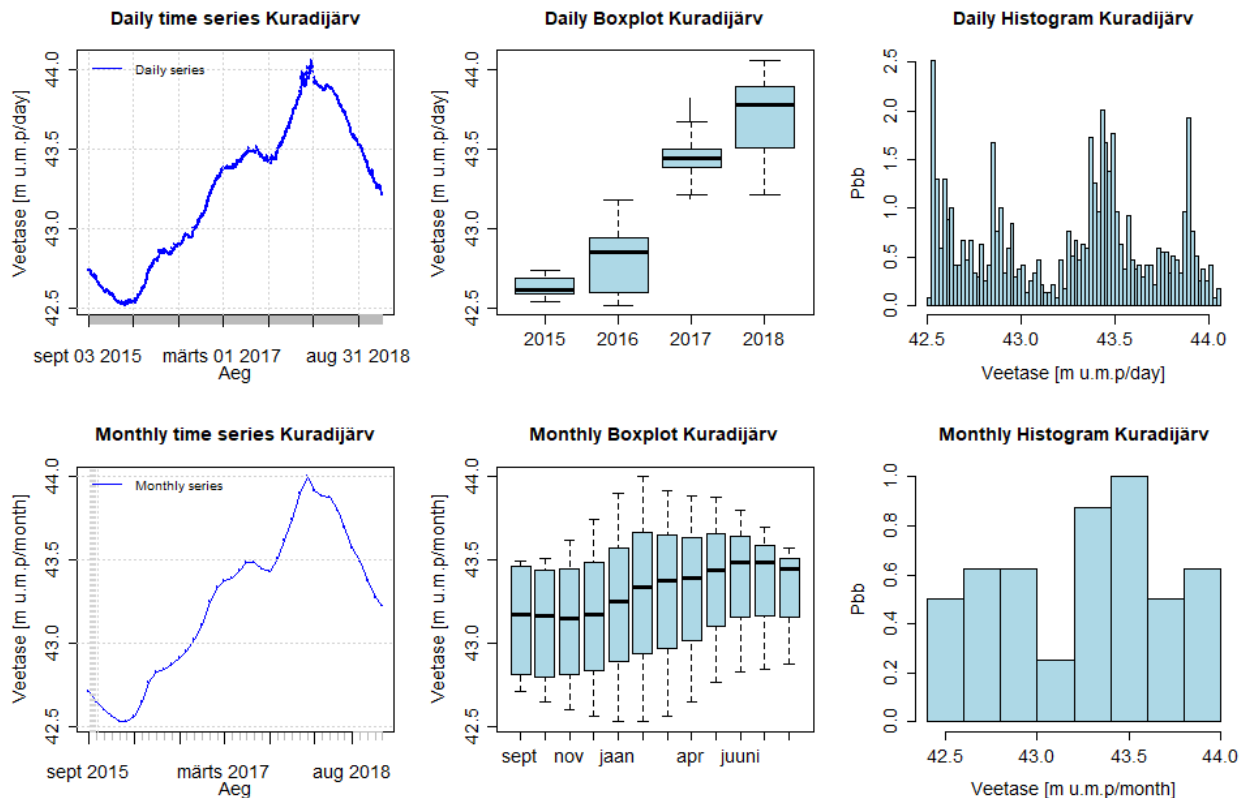 Daily time series Kuradijärv
Daily series
Veetase [m u.m.p/day]
42.5
43.0
43.5
44.0
sept 03 2015
märts 01 2017
aug 31 2018
Aeg
Daily Boxplot Kuradijärv
Veetase [m u.m.p/day]
42.5
43.0
43.5
44.0
2015
2016
2017
2018
Daily Histogram Kuradijärv
Pbb
0.0
0.5
1.0
1.5
2.0
2.5
42.5
43.0
43.5
44.0
Veetase [m u.m.p/day]
Monthly time series Kuradijärv
Monthly series
Veetase [m u.m.p/month]
42.5
43.0
43.5
44.0
sept 2015
märts 2017
aug 2018
Aeg
Monthly Boxplot Kuradijärv
Veetase [m u.m.p/month]
42.5
43.0
43.5
44.0
sept
nov
jaan
apr
juuni
Monthly Histogram Kuradijärv
Pbb
0.0
0.2
0.4
0.6
0.8
1.0
42.5
43.0
43.5
44.0
Veetase [m u.m.p/month]